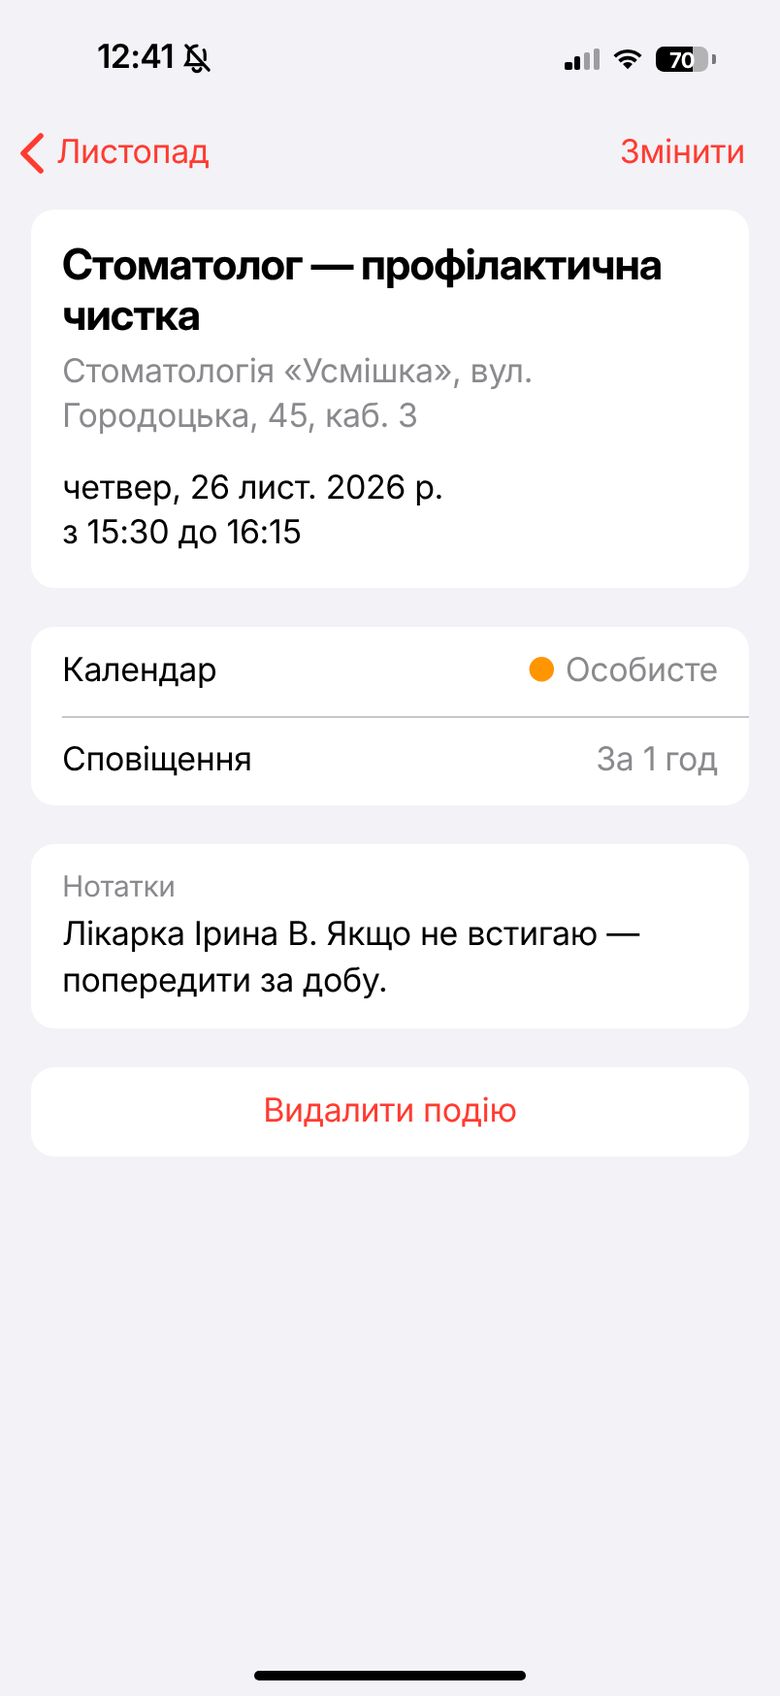 12:41
70
Листопад
Змінити
Стоматолог — профілактична
чистка
Стоматологія «Усмішка», вул.
Городоцька, 45, каб. 3
четвер, 26 лист. 2026 р.
з 15:30 до 16:15
Календар
Особисте
Сповіщення
За 1 год
Нотатки
Лікарка Ірина В. Якщо не встигаю —
попередити за добу.
Видалити подію